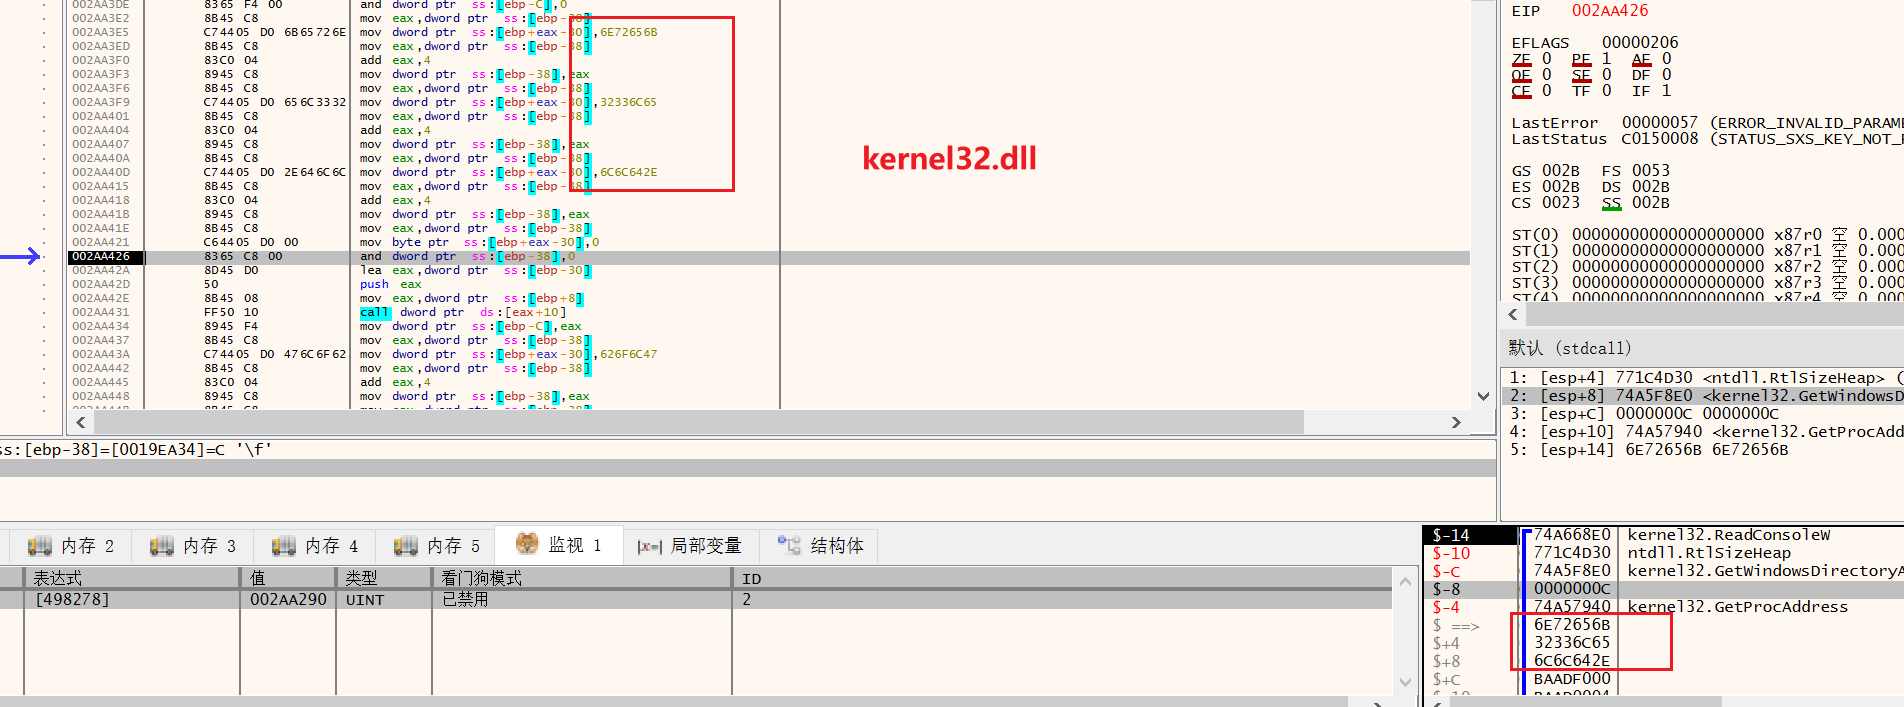 002AA3DE 8365 F4 00 and dword ptr ss:[ebp-C],0
002AA3E2 8B45 C8 mov eax,dword ptr ss:[ebp-38]
002AA3E5 C74405 D0 6B65726E mov dword ptr ss:[ebp+eax-30],6E72656B
002AA3ED 8B45 C8 mov eax,dword ptr ss:[ebp-38]
002AA3F0 83C0 04 add eax,4
002AA3F3 8945 C8 mov dword ptr ss:[ebp-38],eax
002AA3F6 8B45 C8 mov eax,dword ptr ss:[ebp-38]
002AA3F9 C74405 D0 656C3332 mov dword ptr ss:[ebp+eax-30],32336C65
002AA401 8B45 C8 mov eax,dword ptr ss:[ebp-38]
002AA404 83C0 04 add eax,4
002AA407 8945 C8 mov dword ptr ss:[ebp-38],eax
002AA40A 8B45 C8 mov eax,dword ptr ss:[ebp-38]
002AA40D C74405 D0 2E646C6C mov dword ptr ss:[ebp+eax-30],6C6C642E
002AA415 8B45 C8 mov eax,dword ptr ss:[ebp-38]
002AA418 83C0 04 add eax,4
002AA41B 8945 C8 mov dword ptr ss:[ebp-38],eax
002AA41E 8B45 C8 mov eax,dword ptr ss:[ebp-38]
002AA421 C64405 D0 00 mov byte ptr ss:[ebp+eax-30],0
002AA426 8365 C8 00 and dword ptr ss:[ebp-38],0
002AA42A 8D45 D0 lea eax,dword ptr ss:[ebp-30]
002AA42D 50 push eax
002AA42E 8B45 08 mov eax,dword ptr ss:[ebp+8]
002AA431 FF50 10 call dword ptr ds:[eax+10]
002AA434 8945 F4 mov dword ptr ss:[ebp-C],eax
002AA437 8B45 C8 mov eax,dword ptr ss:[ebp-38]
002AA43A C74405 D0 476C6F62 mov dword ptr ss:[ebp+eax-30],626F6C47
002AA442 8B45 C8 mov eax,dword ptr ss:[ebp-38]
002AA445 83C0 04 add eax,4
002AA448 8945 C8 mov dword ptr ss:[ebp-38],eax
kernel32.dll
EIP 002AA426
EFLAGS 00000206
ZF 0 PF 1 AF 0
OF 0 SF 0 DF 0
CF 0 TF 0 IF 1
LastError 00000057 (ERROR_INVALID_PARAME
LastStatus C0150008 (STATUS_SXS_KEY_NOT_F
GS 002B FS 0053
ES 002B DS 002B
CS 0023 SS 002B
ST(0) 00000000000000000000 x87r0 空 0.000
ST(1) 00000000000000000000 x87r1 空 0.000
ST(2) 00000000000000000000 x87r2 空 0.000
ST(3) 00000000000000000000 x87r3 空 0.000
ST(4) 00000000000000000000 x87r4 空 0.000
默认 (stdcall)
1: [esp+4] 771C4D30 <ntdll.RtlSizeHeap> (
2: [esp+8] 74A5F8E0 <kernel32.GetWindowsD
3: [esp+C] 0000000C 0000000C
4: [esp+10] 74A57940 <kernel32.GetProcAdd
5: [esp+14] 6E72656B 6E72656B
ss:[ebp-38]=[0019EA34]=C '\f'
内存 2 内存 3 内存 4 内存 5 监视 1 局部变量 结构体
表达式 值 类型 看门狗模式 ID
[498278] 002AA290 UINT 已禁用 2
$-14 74A668E0 kernel32.ReadConsoleW
$-10 771C4D30 ntdll.RtlSizeHeap
$-C 74A5F8E0 kernel32.GetWindowsDirectoryA
$-8 0000000C
$-4 74A57940 kernel32.GetProcAddress
$ ==> 6E72656B
$+4 32336C65
$+8 6C6C642E
$+C BAADF000